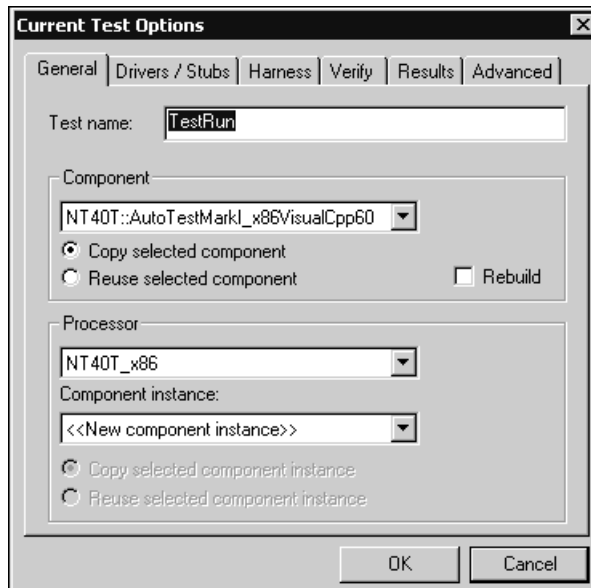 Current Test Options
General Drivers / Stubs Harness Verify Results Advanced
Test name: TestRun
Component
NT40T::AutoTestMarkI_x86VisualCpp60
Copy selected component
Reuse selected component Rebuild
Processor
NT40T_x86
Component instance:
<<New component instance>>
Copy selected component instance
Reuse selected component instance
OK Cancel